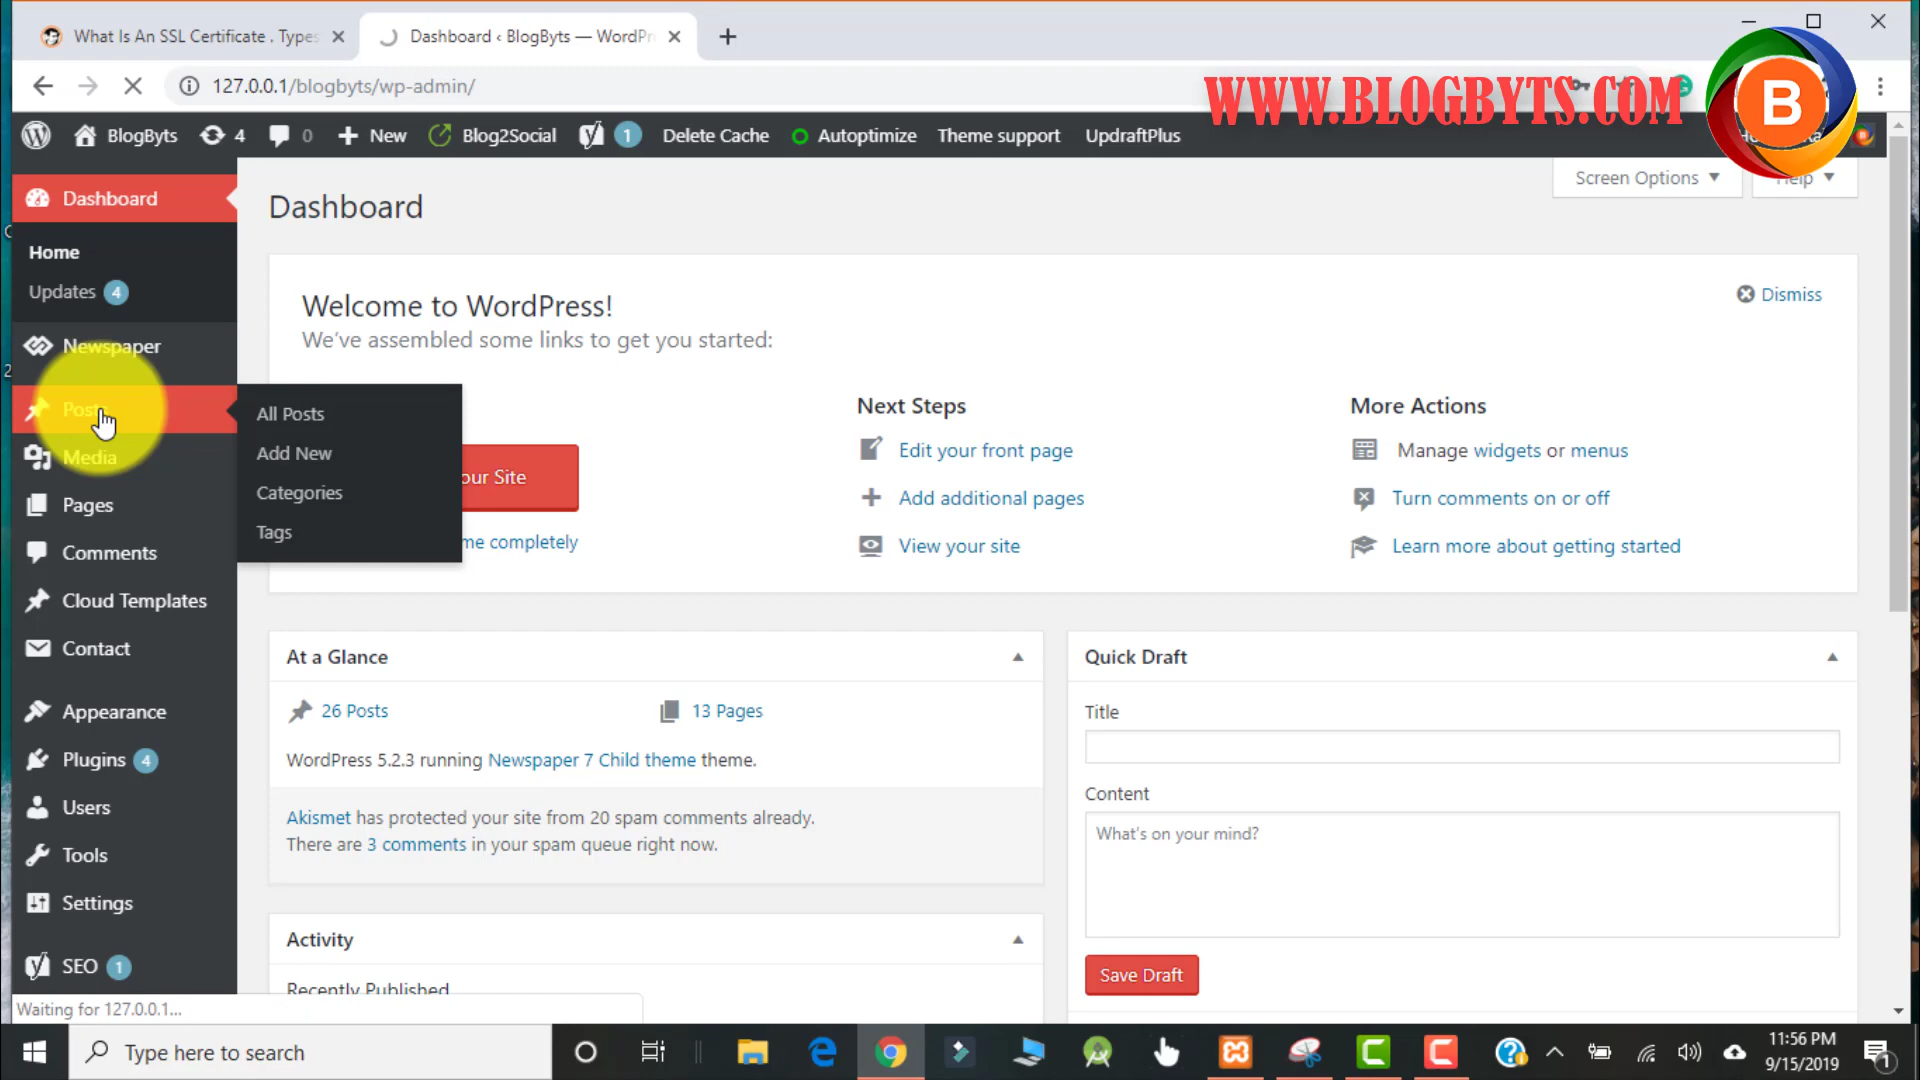 What Is An SSL Certificate . Types
Dashboard ‹ BlogByts — WordPr
127.0.0.1/blogbyts/wp-admin/
WWW.BLOGBYTS.COM
B
BlogByts 4 0 New Blog2Social 1 Delete Cache Autoptimize Theme support UpdraftPlus
Screen Options
Help
Dashboard
Home
Updates 4
Newspaper
Posts
Media
Pages
Comments
Cloud Templates
Contact
Appearance
Plugins 4
Users
Tools
Settings
SEO 1
All Posts
Add New
Categories
Tags
Dashboard
Welcome to WordPress!
We've assembled some links to get you started:
Dismiss
our Site
me completely
Next Steps
Edit your front page
Add additional pages
View your site
More Actions
Manage widgets or menus
Turn comments on or off
Learn more about getting started
At a Glance
26 Posts
13 Pages
WordPress 5.2.3 running Newspaper 7 Child theme theme.
Akismet has protected your site from 20 spam comments already.
There are 3 comments in your spam queue right now.
Activity
Recently Published
Quick Draft
Title
Content
What's on your mind?
Save Draft
Waiting for 127.0.0.1...
Type here to search
11:56 PM
9/15/2019
1